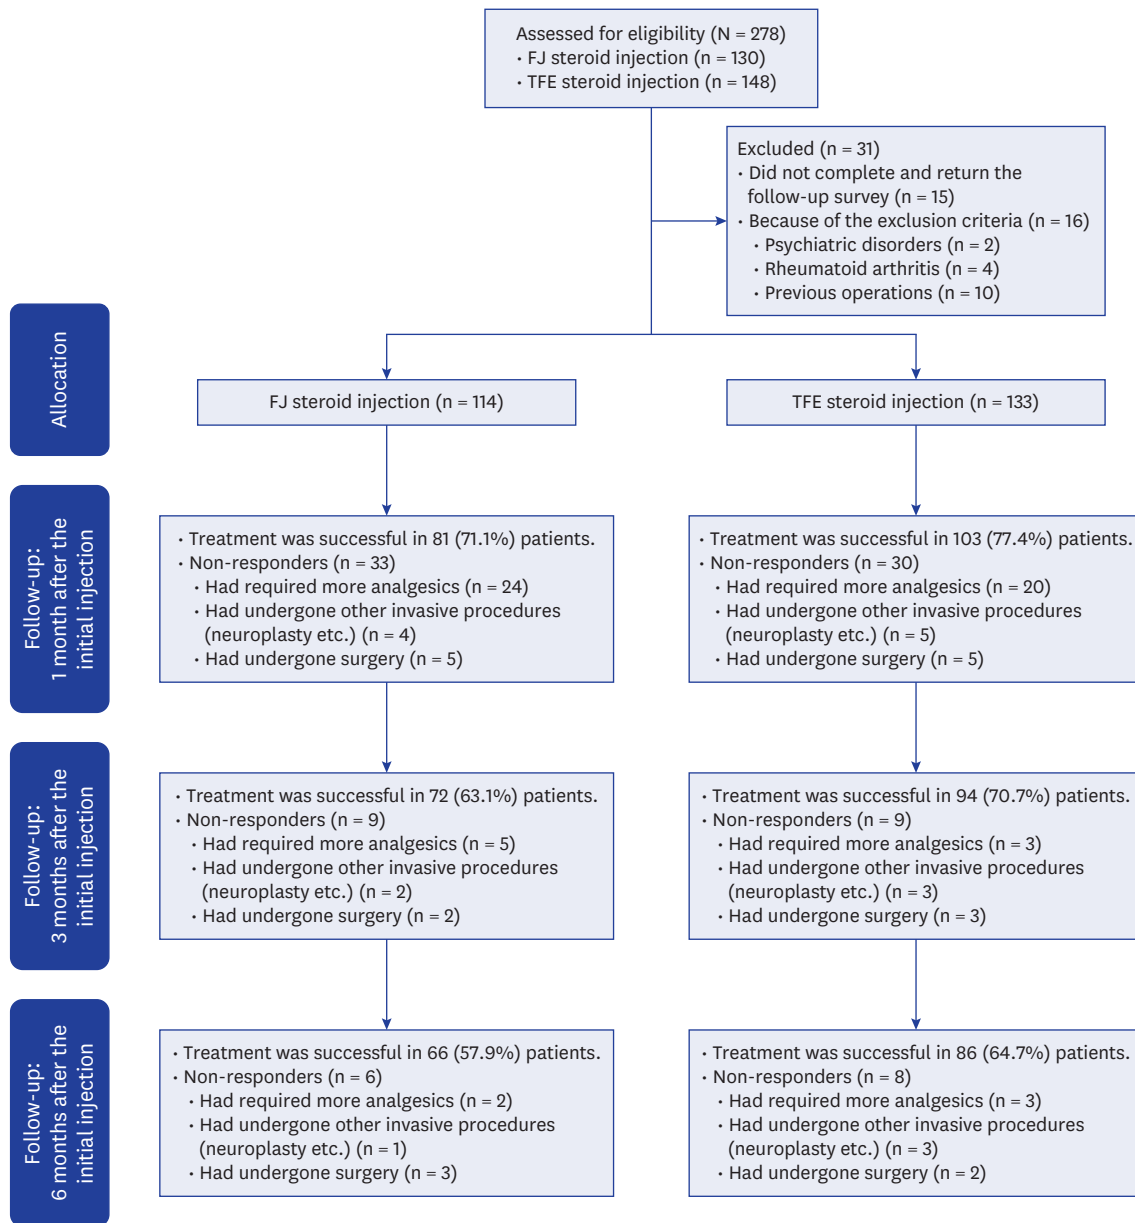 Assessed for eligibility (N = 278)
· FJ steroid injection (n = 130)
· TFE steroid injection (n = 148)
Excluded (n = 31)
· Did not complete and return the
follow-up survey (n = 15)
· Because of the exclusion criteria (n = 16)
· Psychiatric disorders (n = 2)
· Rheumatoid arthritis (n = 4)
· Previous operations (n = 10)
Allocation
FJ steroid injection (n = 114)
TFE steroid injection (n = 133)
Follow-up:
1 month after the
initial injection
· Treatment was successful in 81 (71.1%) patients.
· Non-responders (n = 33)
· Had required more analgesics (n = 24)
· Had undergone other invasive procedures
(neuroplasty etc.) (n = 4)
· Had undergone surgery (n = 5)
· Treatment was successful in 103 (77.4%) patients.
· Non-responders (n = 30)
· Had required more analgesics (n = 20)
· Had undergone other invasive procedures
(neuroplasty etc.) (n = 5)
· Had undergone surgery (n = 5)
Follow-up:
3 months after the
initial injection
· Treatment was successful in 72 (63.1%) patients.
· Non-responders (n = 9)
· Had required more analgesics (n = 5)
· Had undergone other invasive procedures
(neuroplasty etc.) (n = 2)
· Had undergone surgery (n = 2)
· Treatment was successful in 94 (70.7%) patients.
· Non-responders (n = 9)
· Had required more analgesics (n = 3)
· Had undergone other invasive procedures
(neuroplasty etc.) (n = 3)
· Had undergone surgery (n = 3)
Follow-up:
6 months after the
initial injection
· Treatment was successful in 66 (57.9%) patients.
· Non-responders (n = 6)
· Had required more analgesics (n = 2)
· Had undergone other invasive procedures
(neuroplasty etc.) (n = 1)
· Had undergone surgery (n = 3)
· Treatment was successful in 86 (64.7%) patients.
· Non-responders (n = 8)
· Had required more analgesics (n = 3)
· Had undergone other invasive procedures
(neuroplasty etc.) (n = 3)
· Had undergone surgery (n = 2)